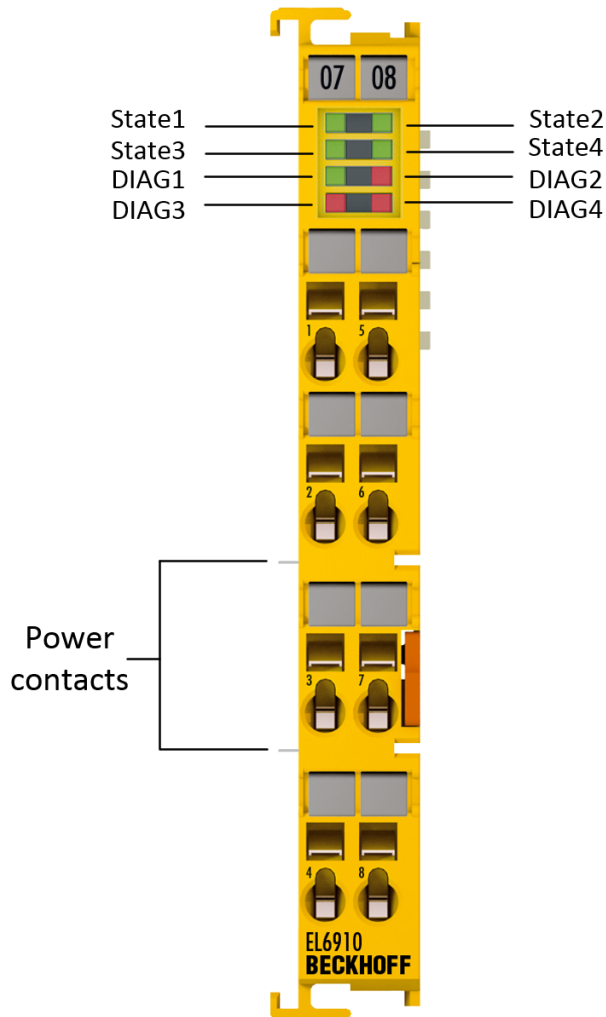 07 08
State1 State2
State3 State4
DIAG1 DIAG2
DIAG3 DIAG4
1 5
2 6
Power
contacts
3 7
4 8
EL6910
BECKHOFF